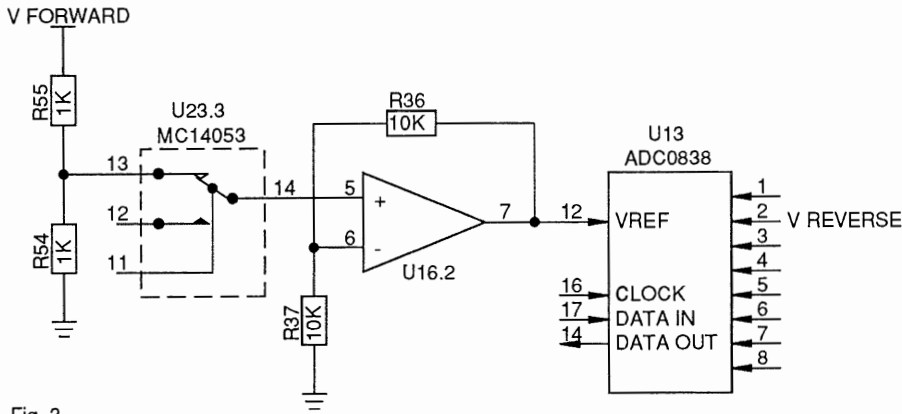 V FORWARD
R55
1K
U23.3
MC14053
R36
10K
U13
ADC0838
13
14
5
+
7
12
VREF
1
2
V REVERSE
3
4
5
6
7
8
12
11
6
-
U16.2
R54
1K
R37
10K
16
CLOCK
17
DATA IN
14
DATA OUT